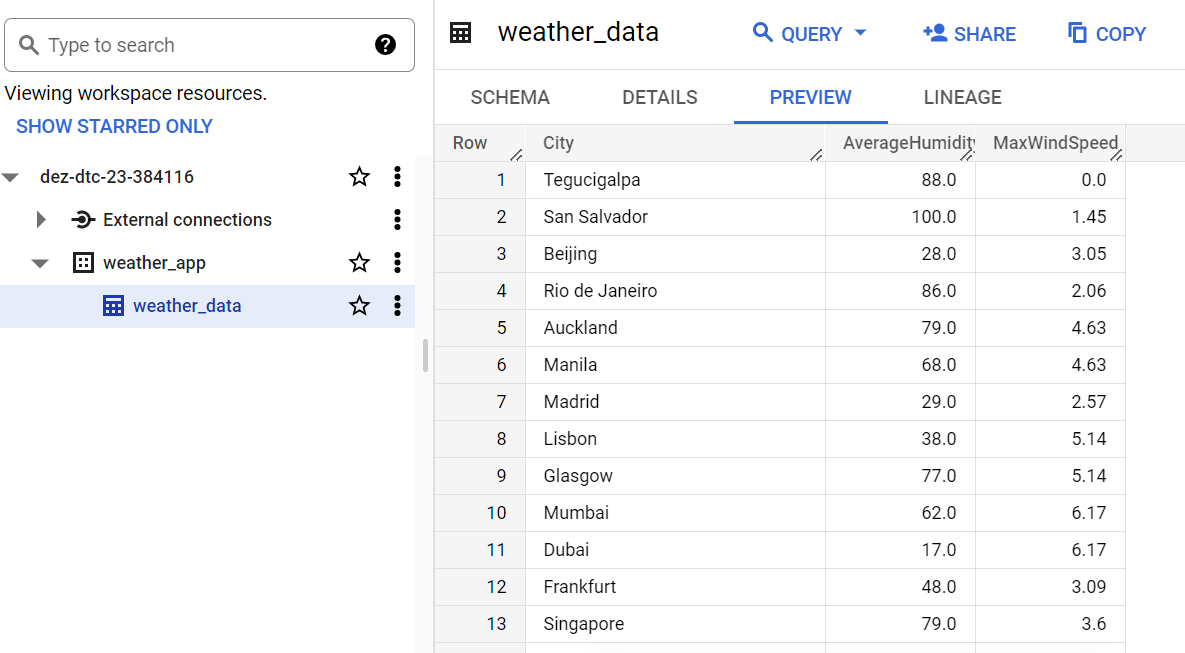 Type to search
Viewing workspace resources.
SHOW STARRED ONLY
dez-dtc-23-384116
External connections
weather_app
weather_data
weather_data QUERY SHARE COPY
SCHEMA DETAILS PREVIEW LINEAGE
Row City AverageHumidity MaxWindSpeed
1 Tegucigalpa 88.0 0.0
2 San Salvador 100.0 1.45
3 Beijing 28.0 3.05
4 Rio de Janeiro 86.0 2.06
5 Auckland 79.0 4.63
6 Manila 68.0 4.63
7 Madrid 29.0 2.57
8 Lisbon 38.0 5.14
9 Glasgow 77.0 5.14
10 Mumbai 62.0 6.17
11 Dubai 17.0 6.17
12 Frankfurt 48.0 3.09
13 Singapore 79.0 3.6